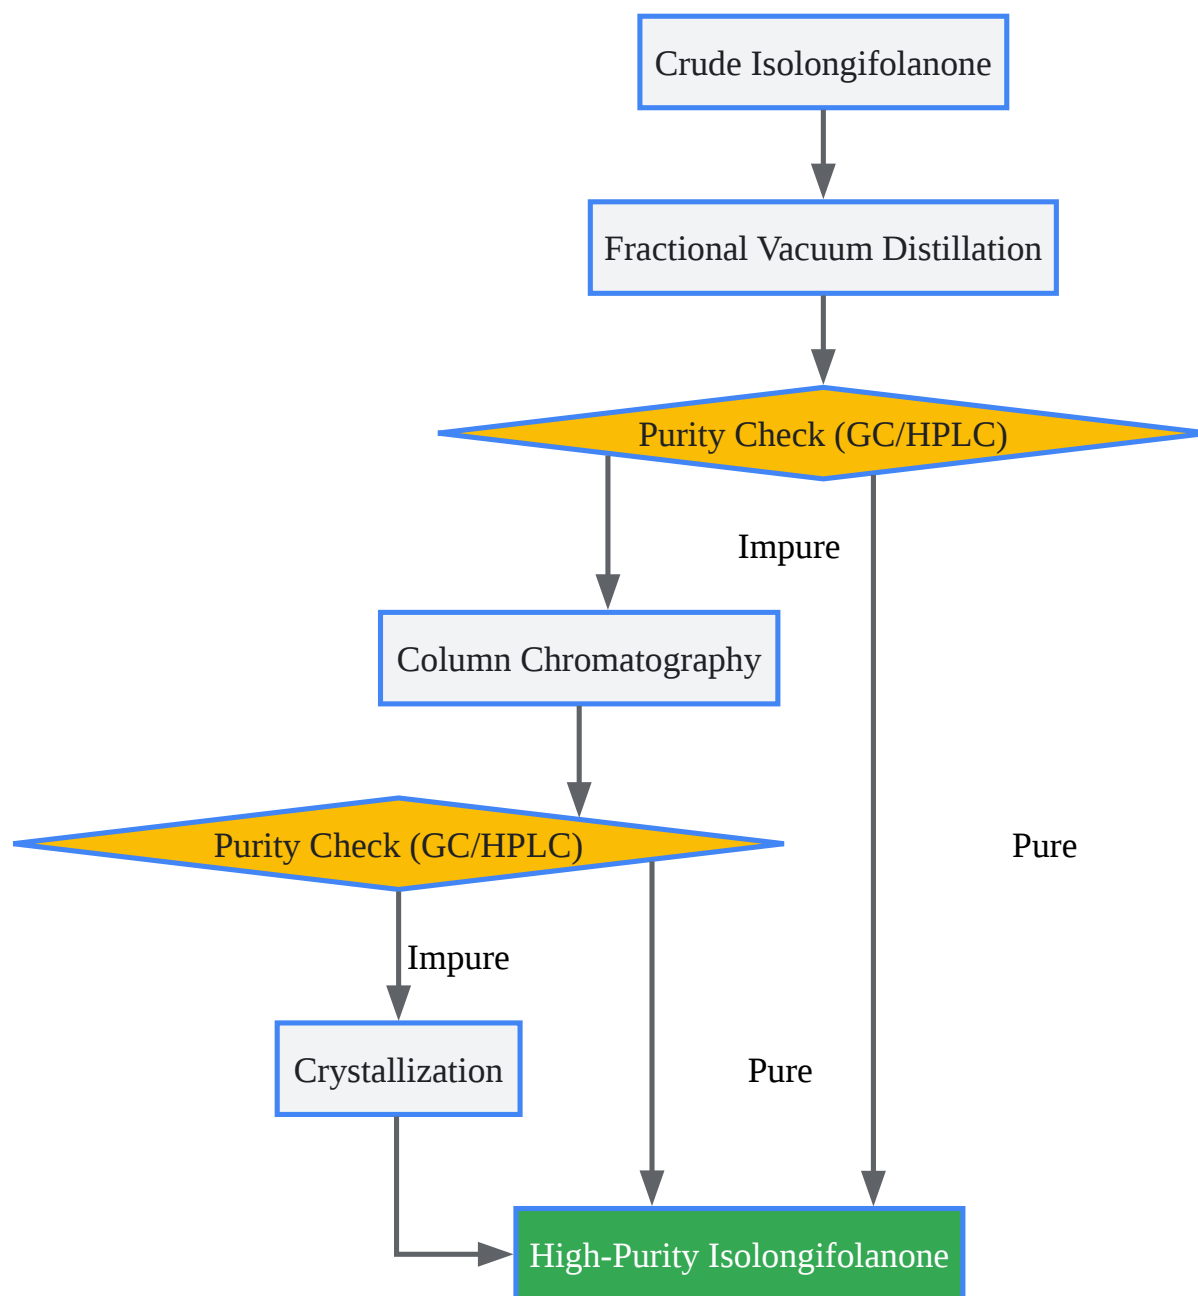 Crude Isolongifolanone
Fractional Vacuum Distillation
Purity Check (GC/HPLC)
Impure
Column Chromatography
Purity Check (GC/HPLC)
Pure
Impure
Crystallization
Pure
High-Purity Isolongifolanone